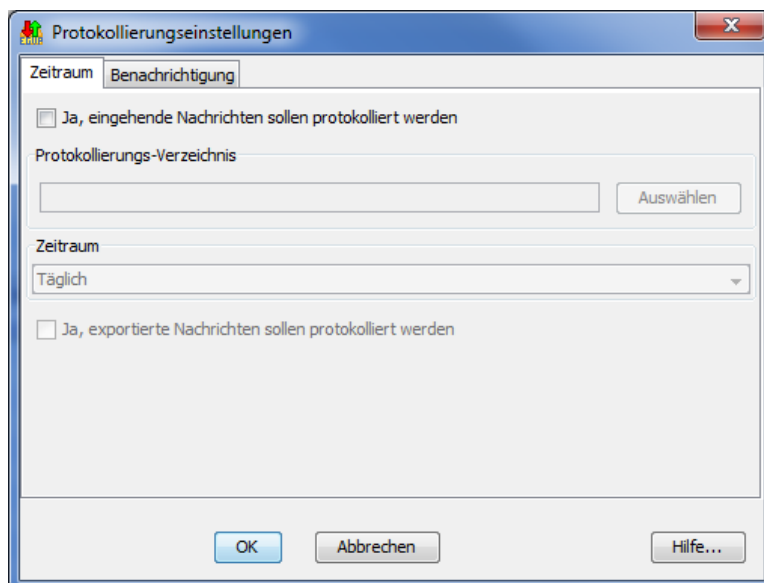 Protokollierungseinstellungen
Zeitraum Benachrichtigung
Ja, eingehende Nachrichten sollen protokolliert werden
Protokollierungs-Verzeichnis
Auswählen
Zeitraum
Täglich
Ja, exportierte Nachrichten sollen protokolliert werden
OK Abbrechen Hilfe...